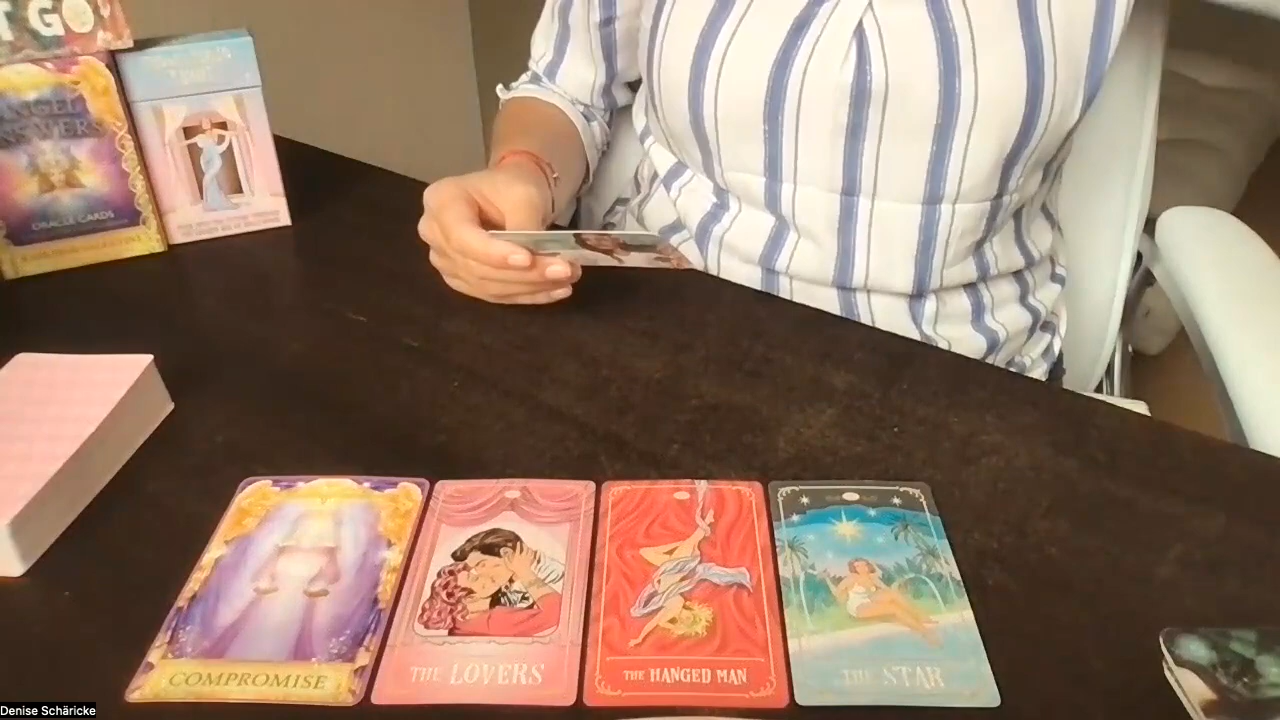 T GO
ANGEL
ANSWERS
ORACLE CARDS
COMPROMISE
THE LOVERS
THE HANGED MAN
THE STAR
Denise Schäricke